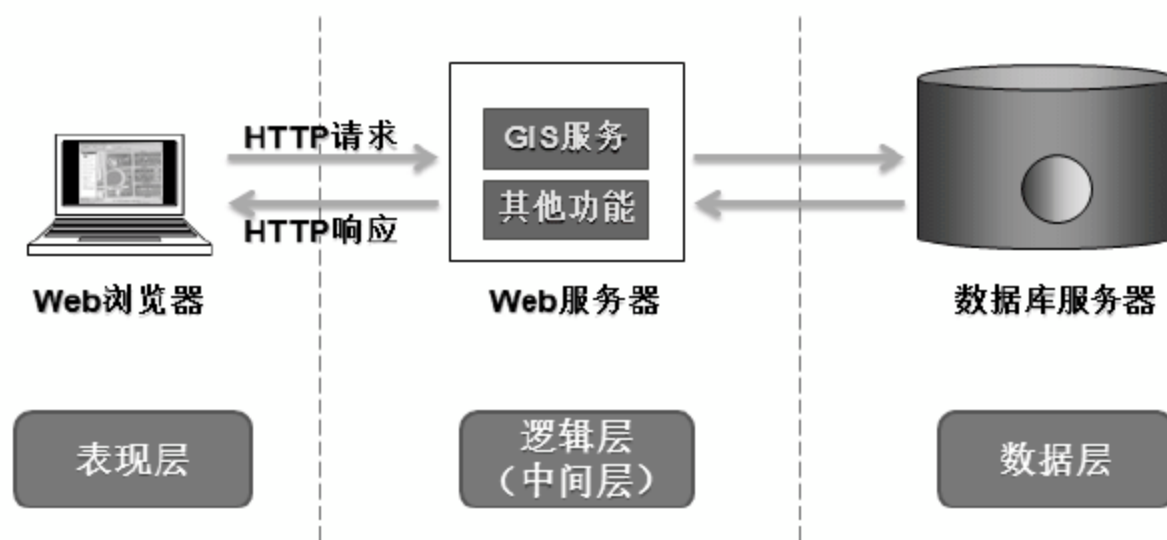 HTTP请求
HTTP响应
GIS服务
其他功能
Web浏览器
Web服务器
数据库服务器
表现层
逻辑层
（中间层）
数据层